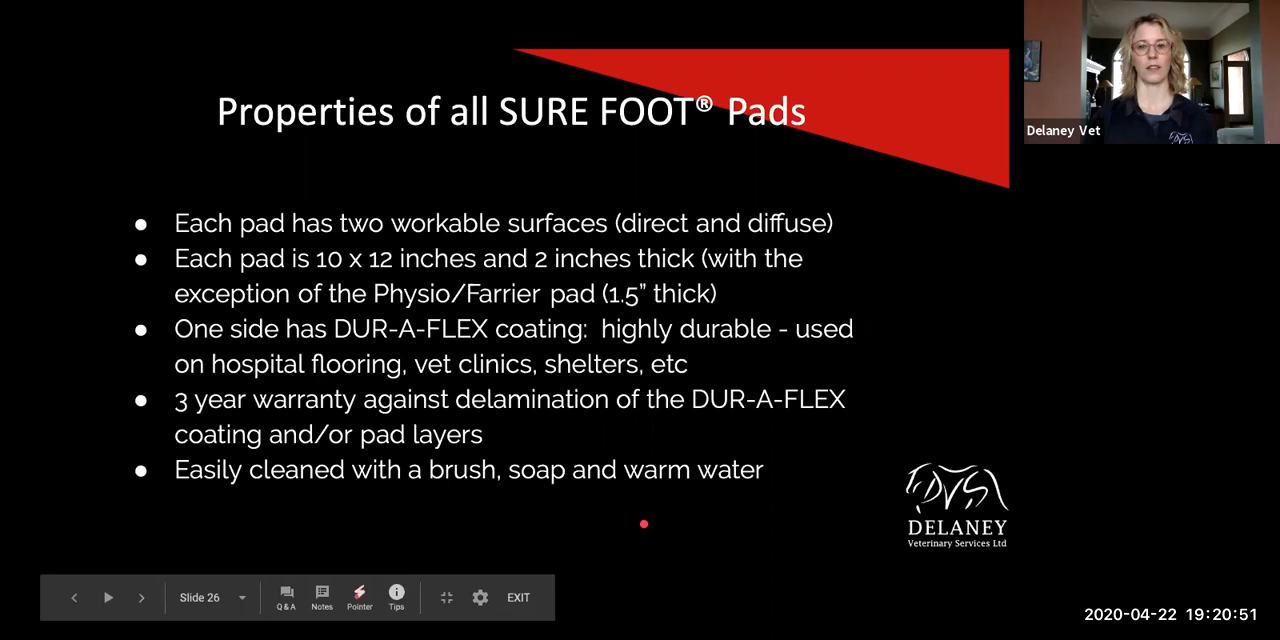 Properties of all SURE FOOT® Pads
Delaney Vet
● Each pad has two workable surfaces (direct and diffuse)
● Each pad is 10 x 12 inches and 2 inches thick (with the
exception of the Physio/Farrier pad (1.5” thick)
● One side has DUR-A-FLEX coating: highly durable - used
on hospital flooring, vet clinics, shelters, etc
● 3 year warranty against delamination of the DUR-A-FLEX
coating and/or pad layers
● Easily cleaned with a brush, soap and warm water
DVS
DELANEY
Veterinary Services Ltd
Slide 26
Q & A
Notes
Pointer
Tips
EXIT
2020-04-22 19:20:51